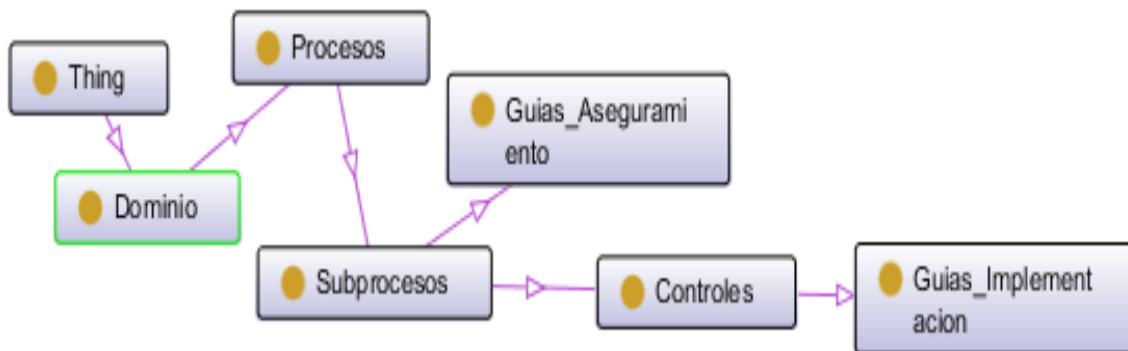 Thing
Procesos
Dominio
Guias_Asegurami
ento
Subprocesos
Controles
Guias_Implement
acion